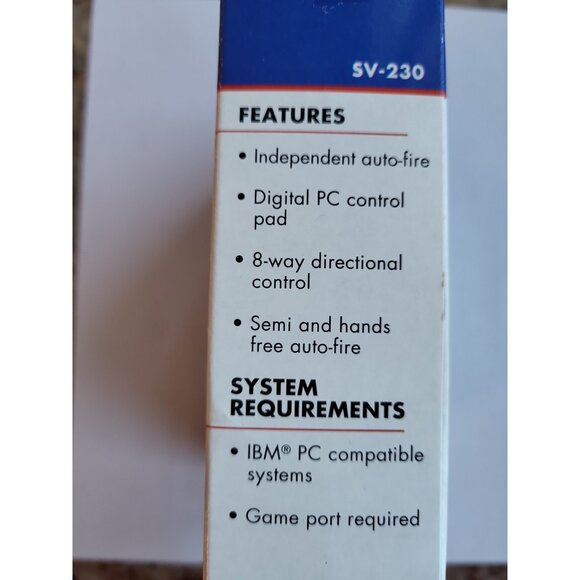 SV-230
FEATURES
• Independent auto-fire
• Digital PC control
pad
• 8-way directional
control
• Semi and hands
free auto-fire
SYSTEM
REQUIREMENTS
• IBM® PC compatible
systems
• Game port required